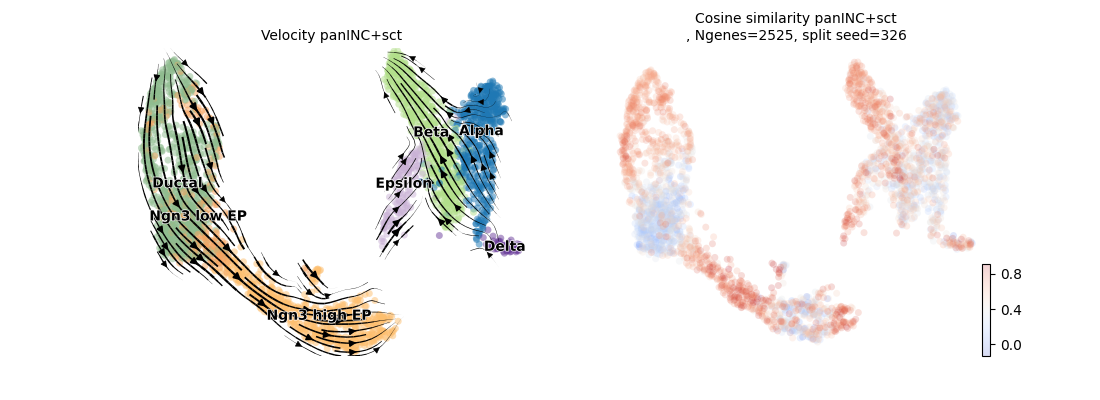 Velocity panINC+sct
Beta
Alpha
Ductal
Epsilon
Ngn3 low EP
Delta
Ngn3 high EP
Cosine similarity panINC+sct
, Ngenes=2525, split seed=326
0.8
0.4
0.0